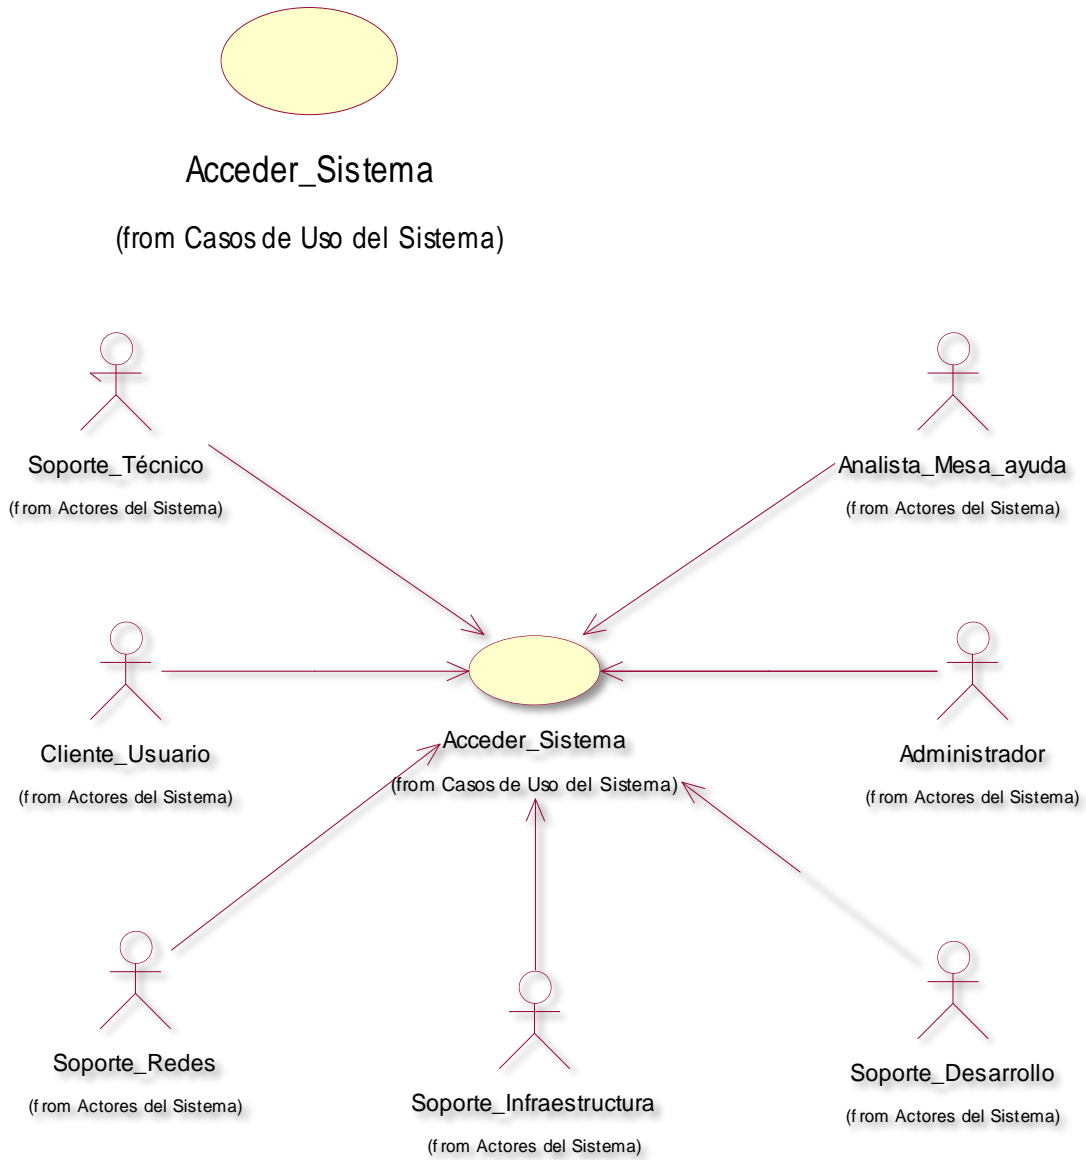 Acceder_Sistema
(from Casos de Uso del Sistema)
Soporte_Técnico
(from Actores del Sistema)
Analista_Mesa_ayuda
(from Actores del Sistema)
Cliente_Usuario
(from Actores del Sistema)
Acceder_Sistema
(from Casos de Uso del Sistema)
Administrador
(from Actores del Sistema)
Soporte_Redes
(from Actores del Sistema)
Soporte_Infraestructura
(from Actores del Sistema)
Soporte_Desarrollo
(from Actores del Sistema)